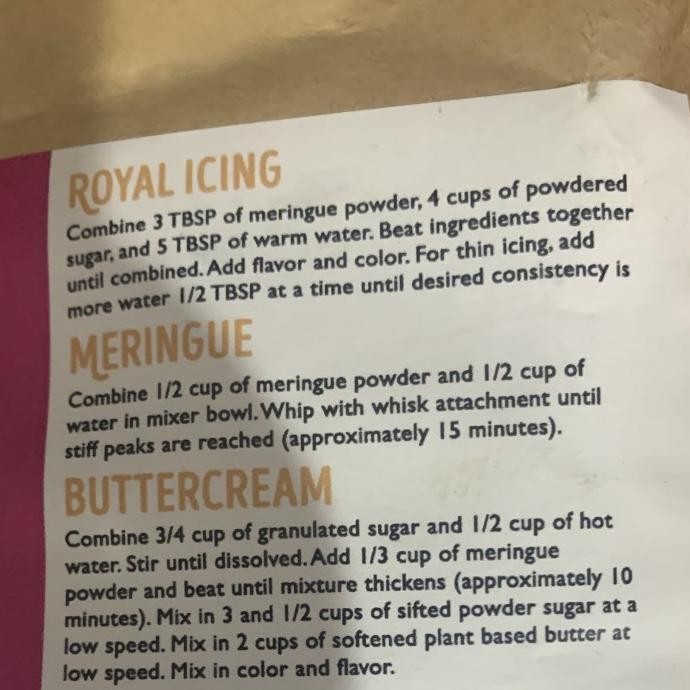 ROYAL ICING
Combine 3 TBSP of meringue powder, 4 cups of powdered
sugar, and 5 TBSP of warm water. Beat ingredients together
until combined. Add flavor and color. For thin icing, add
more water 1/2 TBSP at a time until desired consistency is
MERINGUE
Combine 1/2 cup of meringue powder and 1/2 cup of
water in mixer bowl. Whip with whisk attachment until
stiff peaks are reached (approximately 15 minutes).
BUTTERCREAM
Combine 3/4 cup of granulated sugar and 1/2 cup of hot
water. Stir until dissolved. Add 1/3 cup of meringue
powder and beat until mixture thickens (approximately 10
minutes). Mix in 3 and 1/2 cups of sifted powder sugar at a
low speed. Mix in 2 cups of softened plant based butter at
low speed. Mix in color and flavor.